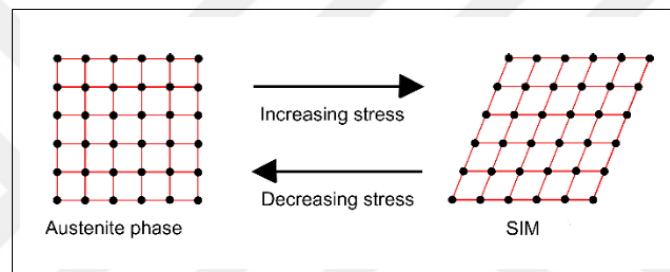 Increasing stress
Decreasing stress
Austenite phase
SIM